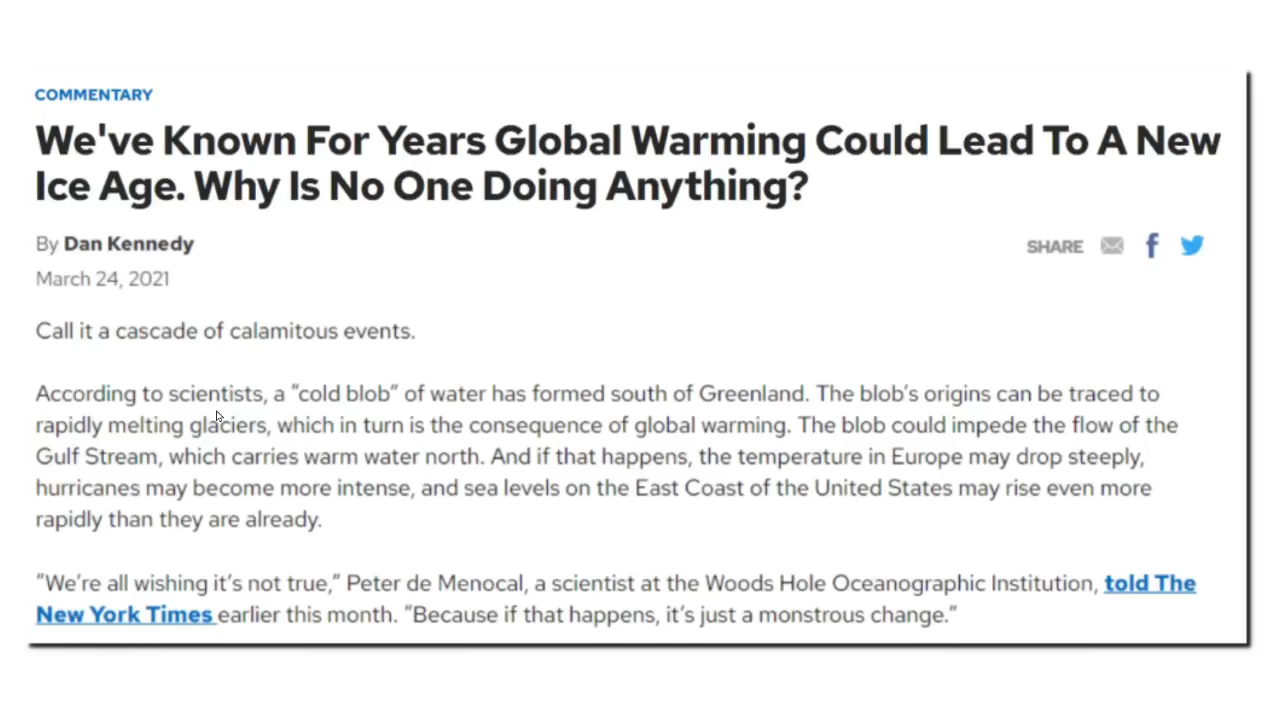 COMMENTARY
We've Known For Years Global Warming Could Lead To A New
Ice Age. Why Is No One Doing Anything?
By Dan Kennedy
SHARE
March 24, 2021
Call it a cascade of calamitous events.
According to scientists, a “cold blob” of water has formed south of Greenland. The blob’s origins can be traced to
rapidly melting glaciers, which in turn is the consequence of global warming. The blob could impede the flow of the
Gulf Stream, which carries warm water north. And if that happens, the temperature in Europe may drop steeply,
hurricanes may become more intense, and sea levels on the East Coast of the United States may rise even more
rapidly than they are already.
“We’re all wishing it’s not true,” Peter de Menocal, a scientist at the Woods Hole Oceanographic Institution, told The
New York Times earlier this month. “Because if that happens, it’s just a monstrous change.”